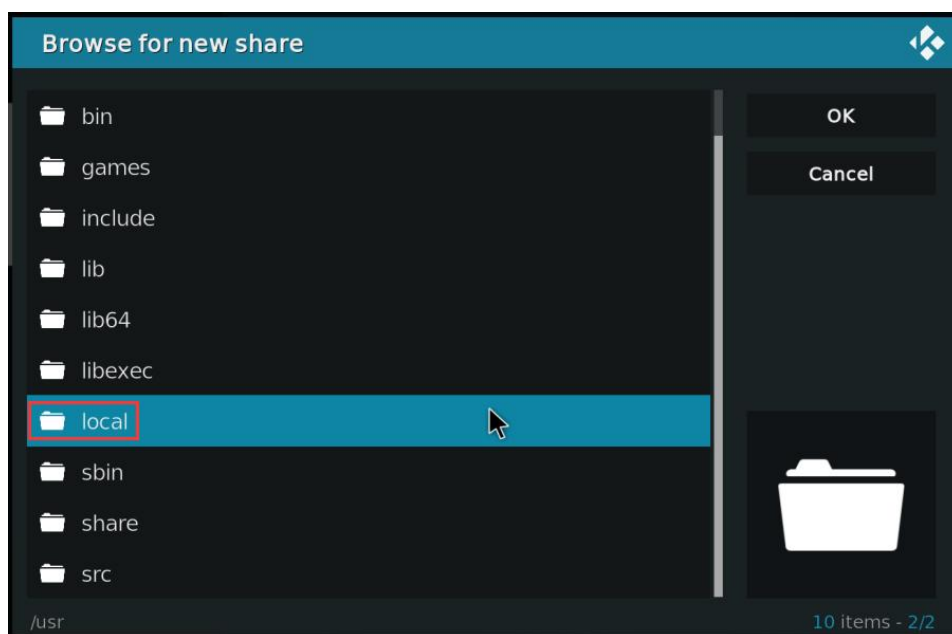 Browse for new share
bin
games
include
lib
lib64
libexec
local
sbin
share
src
OK
Cancel
/usr
10 items - 2/2